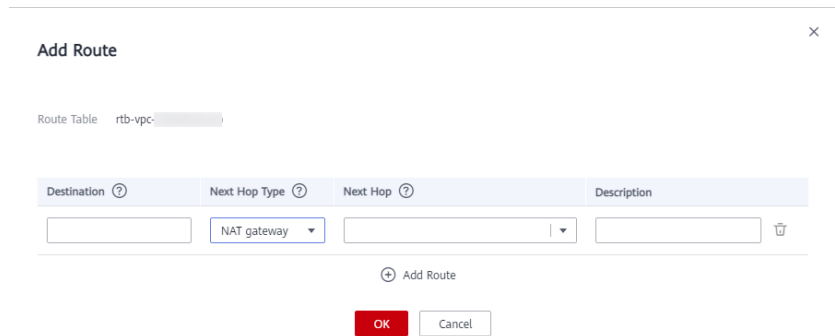 Add Route
Route Table rtb-vpc-
Destination ? Next Hop Type ? Next Hop ? Description
NAT gateway
Add Route
OK Cancel